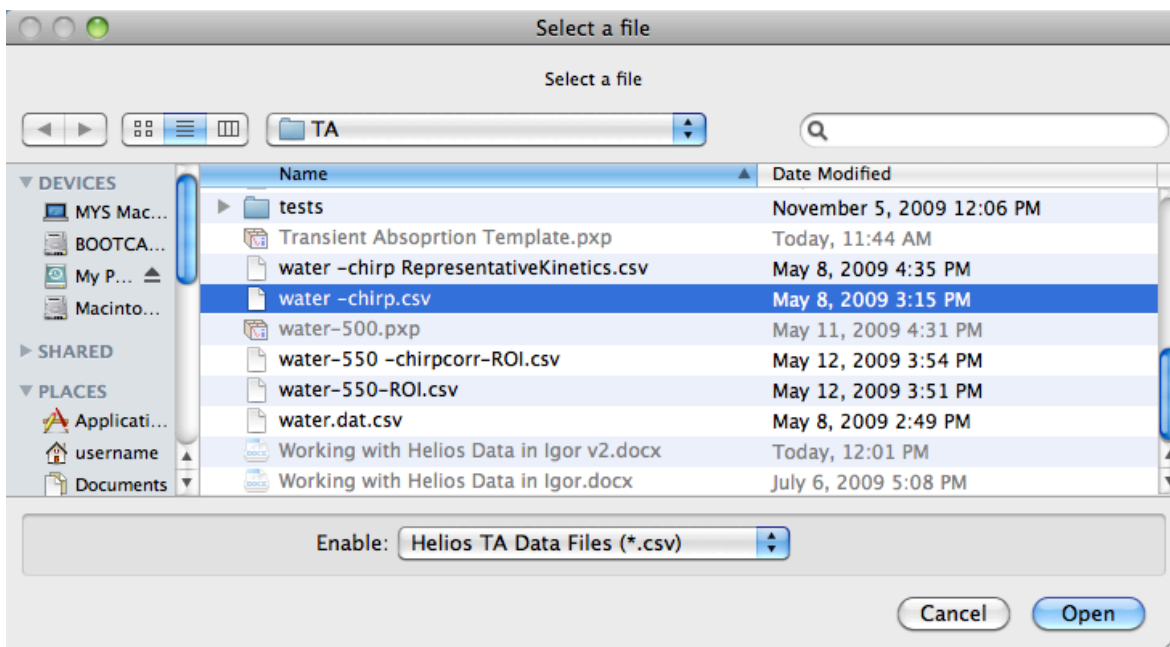 Select a file
Select a file
TA
Name Date Modified
DEVICES
MYS Mac...
BOOTCA...
My P...
Macinto...
SHARED
PLACES
Applicati...
username
Documents
tests November 5, 2009 12:06 PM
Transient Absoprtion Template.pxp Today, 11:44 AM
water -chirp RepresentativeKinetics.csv May 8, 2009 4:35 PM
water -chirp.csv May 8, 2009 3:15 PM
water-500.pxp May 11, 2009 4:31 PM
water-550 -chirpcorr-ROI.csv May 12, 2009 3:54 PM
water-550-ROI.csv May 12, 2009 3:51 PM
water.dat.csv May 8, 2009 2:49 PM
Working with Helios Data in Igor v2.docx Today, 12:01 PM
Working with Helios Data in Igor.docx July 6, 2009 5:08 PM
Enable: Helios TA Data Files (*.csv)
Cancel Open